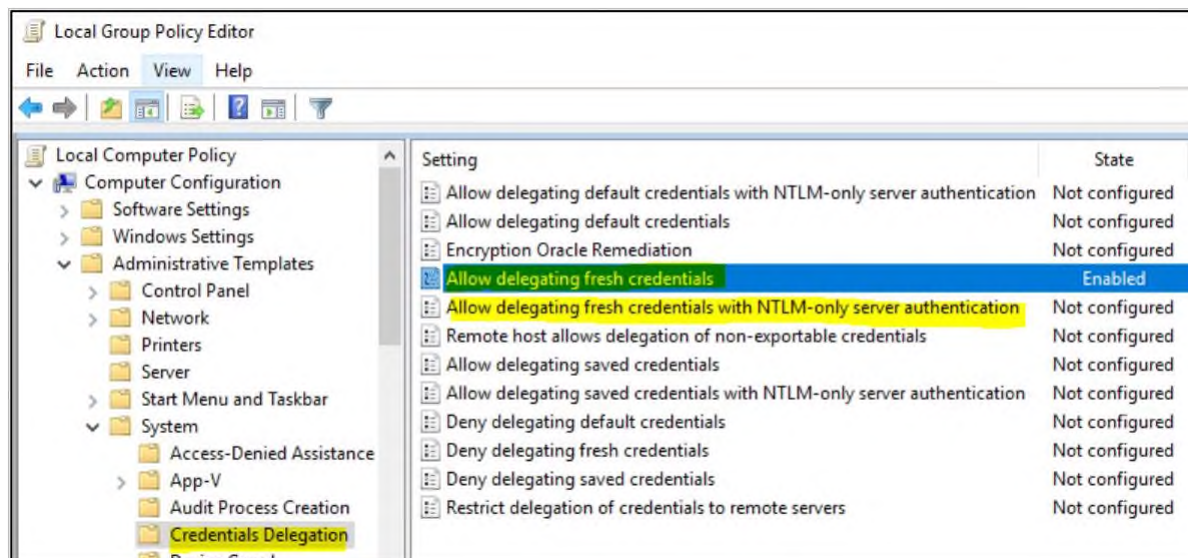 Local Group Policy Editor
File Action View Help
Local Computer Policy
Computer Configuration
Software Settings
Windows Settings
Administrative Templates
Control Panel
Network
Printers
Server
Start Menu and Taskbar
System
Access-Denied Assistance
App-V
Audit Process Creation
Credentials Delegation
Setting State
Allow delegating default credentials with NTLM-only server authentication Not configured
Allow delegating default credentials Not configured
Encryption Oracle Remediation Not configured
Allow delegating fresh credentials Enabled
Allow delegating fresh credentials with NTLM-only server authentication Not configured
Remote host allows delegation of non-exportable credentials Not configured
Allow delegating saved credentials Not configured
Allow delegating saved credentials with NTLM-only server authentication Not configured
Deny delegating default credentials Not configured
Deny delegating fresh credentials Not configured
Deny delegating saved credentials Not configured
Restrict delegation of credentials to remote servers Not configured